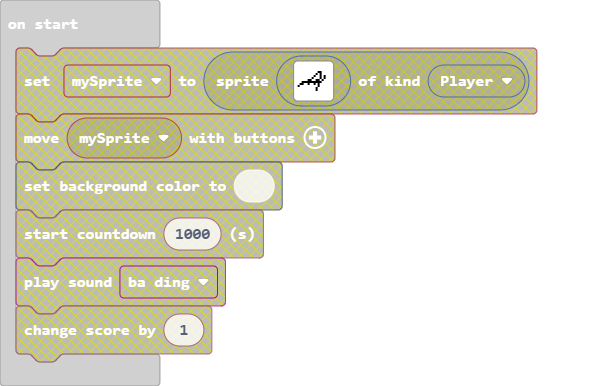 on start
set mySprite to sprite of kind Player
move mySprite with buttons
set background color to
start countdown 1000 (s)
play sound ba ding
change score by 1